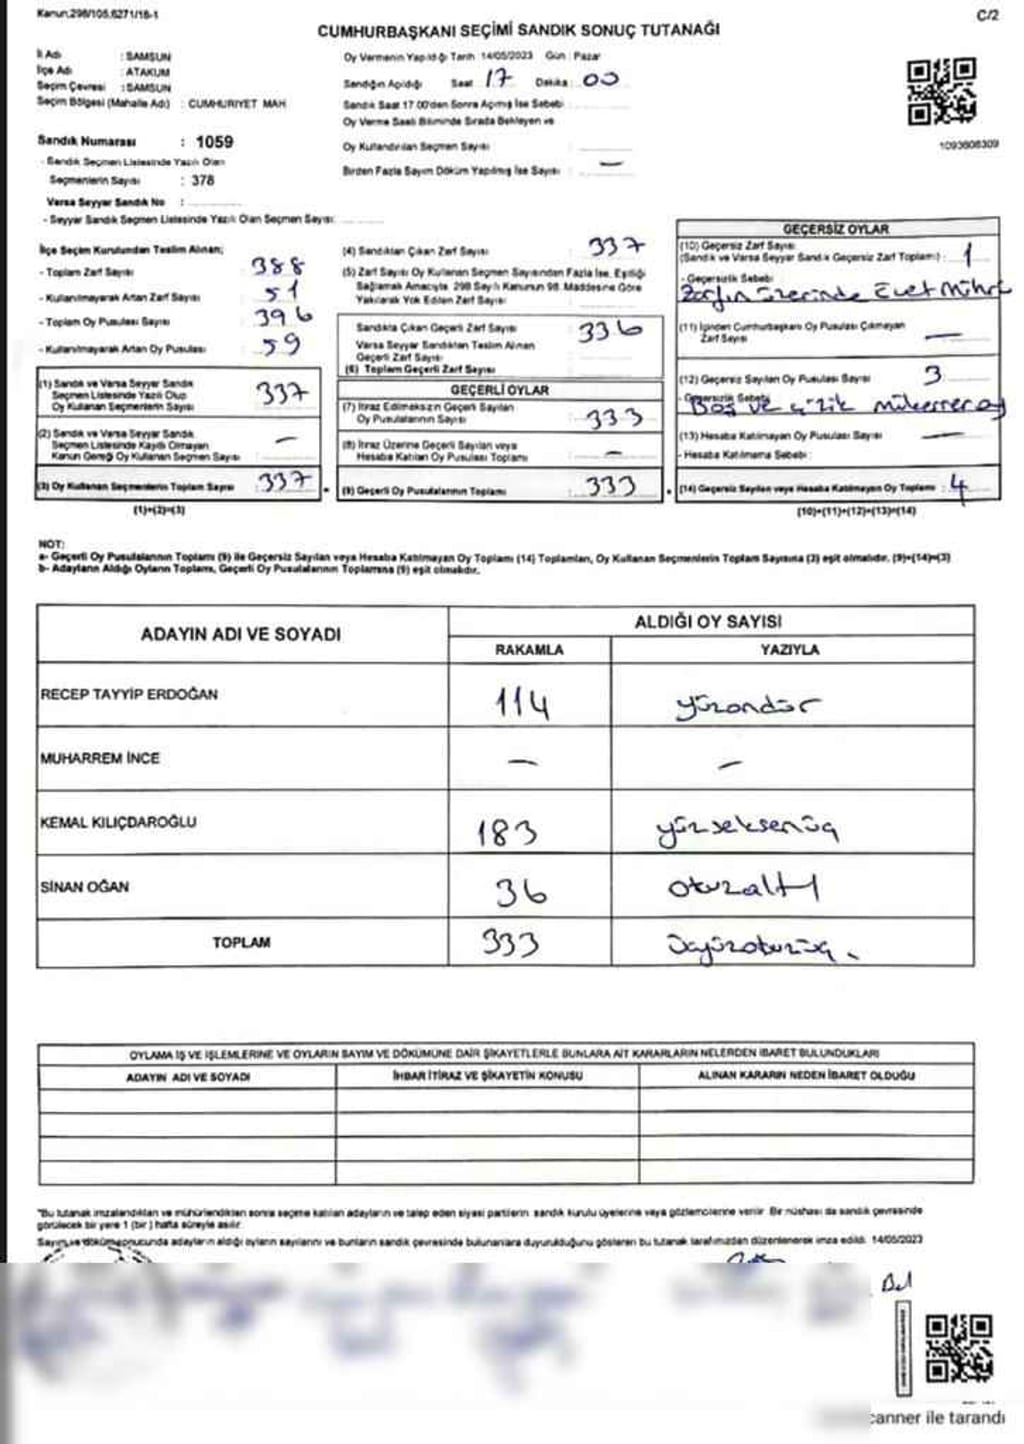 Kanun:298/105,6271/16-1
C/2
CUMHURBAŞKANI SEÇİMİ SANDIK SONUÇ TUTANAĞI
İl Adı : SAMSUN
İlçe Adı : ATAKUM
Seçim Çevresi : SAMSUN
Seçim Bölgesi (Mahalle Adı) : CUMHURİYET MAH
Oy Vermenin Yapıldığı Tarih :14/05/2023 Gün : Pazar
Sandığın Açıldığı Saat 17 Dakika : 00
Sandık Saat 17.00'den Sonra Açılmış İse Sebebi :
Oy Verme Saati Bitiminde Sırada Bekleyen ve
Oy Kullandırılan Seçmen Sayısı :
Birden Fazla Sayım Döküm Yapılmış İse Sayısı : —
1093608309
Sandık Numarası : 1059
- Sandık Seçmen Listesinde Yazılı Olan
Seçmenlerin Sayısı : 378
Varsa Seyyar Sandık No :
- Seyyar Sandık Seçmen Listesinde Yazılı Olan Seçmen Sayısı:
İlçe Seçim Kurulundan Teslim Alınan;
- Toplam Zarf Sayısı 388
- Kullanılmayarak Artan Zarf Sayısı 51
- Toplam Oy Pusulası Sayısı 396
- Kullanılmayarak Artan Oy Pusulası 59
(1) Sandık ve Varsa Seyyar Sandık
Seçmen Listesinde Yazılı Olup
Oy Kullanan Seçmenlerin Sayısı 337
(2) Sandık ve Varsa Seyyar Sandık
Seçmen Listesinde Kayıtlı Olmayan
Kanun Gereği Oy Kullanan Seçmen Sayısı —
(3) Oy Kullanan Seçmenlerin Toplam Sayısı 337
(1)+(2)=(3)
(4) Sandıktan Çıkan Zarf Sayısı : 337
(5) Zarf Sayısı Oy Kullanan Seçmen Sayısından Fazla İse, Eşitliği
Sağlamak Amacıyla 298 Sayılı Kanunun 98. Maddesine Göre
Yakılarak Yok Edilen Zarf Sayısı :
Sandıkta Çıkan Geçerli Zarf Sayısı : 336
Varsa Seyyar Sandıktan Teslim Alınan
Geçerli Zarf Sayısı
(6) Toplam Geçerli Zarf Sayısı
GEÇERLİ OYLAR
(7) İtiraz Edilmeksizin Geçerli Sayılan
Oy Pusulalarının Sayısı : 333
(8) İtiraz Üzerine Geçerli Sayılan veya
Hesaba Katılan Oy Pusulası Toplamı : —
(9) Geçerli Oy Pusulalarının Toplamı : 333
GEÇERSİZ OYLAR
(10) Geçersiz Zarf Sayısı
(Sandık ve Varsa Seyyar Sandık Geçersiz Zarf Toplamı) : 1
- Geçersizlik Sebebi
Zarfın üzerinde Evet Mührü
(11) İçinden Cumhurbaşkanı Oy Pusulası Çıkmayan
Zarf Sayısı —
(12) Geçersiz Sayılan Oy Pusulası Sayısı : 3
- Geçersizlik Sebebi
Boş ve çizik mükerrer oy
(13) Hesaba Katılmayan Oy Pusulası Sayısı : —
- Hesaba Katılmama Sebebi :
(14) Geçersiz Sayılan veya Hesaba Katılmayan Oy Toplamı : 4
(10)+(11)+(12)+(13)=(14)
NOT:
a- Geçerli Oy Pusulalarının Toplamı (9) ile Geçersiz Sayılan veya Hesaba Katılmayan Oy Toplamı (14) Toplamları, Oy Kullanan Seçmenlerin Toplam Sayısına (3) eşit olmalıdır. (9)+(14)=(3)
b- Adayların Aldığı Oyların Toplamı, Geçerli Oy Pusulalarının Toplamına (9) eşit olmalıdır.
ADAYIN ADI VE SOYADI
ALDIĞI OY SAYISI
RAKAMLA YAZIYLA
RECEP TAYYİP ERDOĞAN 114 yüzondör
MUHARREM İNCE — —
KEMAL KILIÇDAROĞLU 183 yüzseksenüç
SİNAN OĞAN 36 otuzaltı
TOPLAM 333 üçyüzotuzüç.
OYLAMA İŞ VE İŞLEMLERİNE VE OYLARIN SAYIM VE DÖKÜMÜNE DAİR ŞİKAYETLERLE BUNLARA AİT KARARLARIN NELERDEN İBARET BULUNDUKLARI
ADAYIN ADI VE SOYADI İHBAR İTİRAZ VE ŞİKAYETİN KONUSU ALINAN KARARIN NEDEN İBARET OLDUĞU
"Bu tutanak imzalandıktan ve mühürlendikten sonra seçime katılan adayların ve talep eden siyasi partilerin sandık kurulu üyelerine veya gözlemcilerine verilir. Bir nüshası da sandık çevresinde
görülecek bir yere 1 (bir) hafta süreyle asılır.
Sayım ve döküm sonucunda adayların aldığı oyların sayılarını ve bunların sandık çevresinde bulunanlara duyurulduğunu gösteren bu tutanak tarafımızdan düzenlenerek imza edildi. 14/05/2023
canner ile tarandı